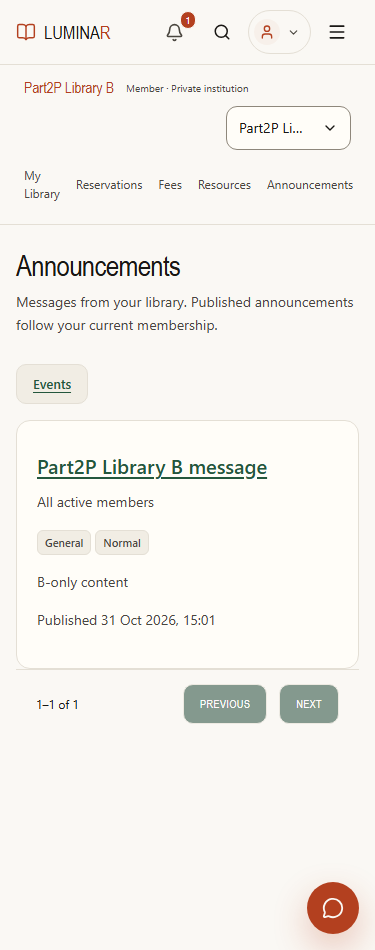 LUMINAR
1
Part2P Library B
Member · Private institution
Part2P Li...
My Library
Reservations
Fees
Resources
Announcements
Announcements
Messages from your library. Published announcements
follow your current membership.
Events
Part2P Library B message
All active members
General
Normal
B-only content
Published 31 Oct 2026, 15:01
1–1 of 1
PREVIOUS
NEXT